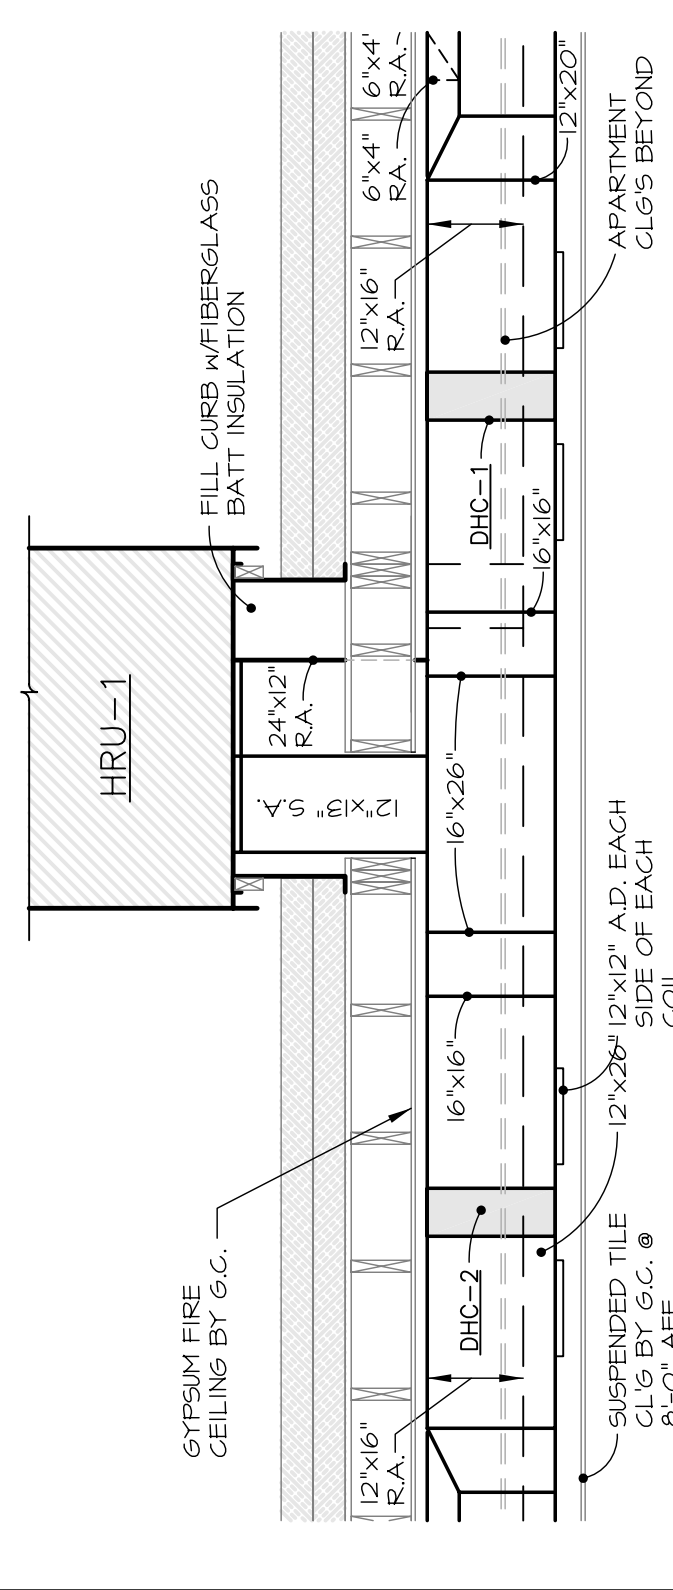 FILL CURB W/FIBERGLASS
BATT INSULATION
HRU-1
24"x12"
R.A.
12"x13" S.A.
GYPSUM FIRE
CEILING BY G.C.
12"x16"
R.A.
DHC-2
16"x16"
16"x26"
16"x16"
DHC-1
12"x16"
R.A.
6"x4"
RA.
6"x4"
R.A.
12"x20"
APARTMENT
CLG'S BEYOND
12"x12" A.D. EACH
SIDE OF EACH
12"x26"
SUSPENDED TILE
CL'G BY G.C. @